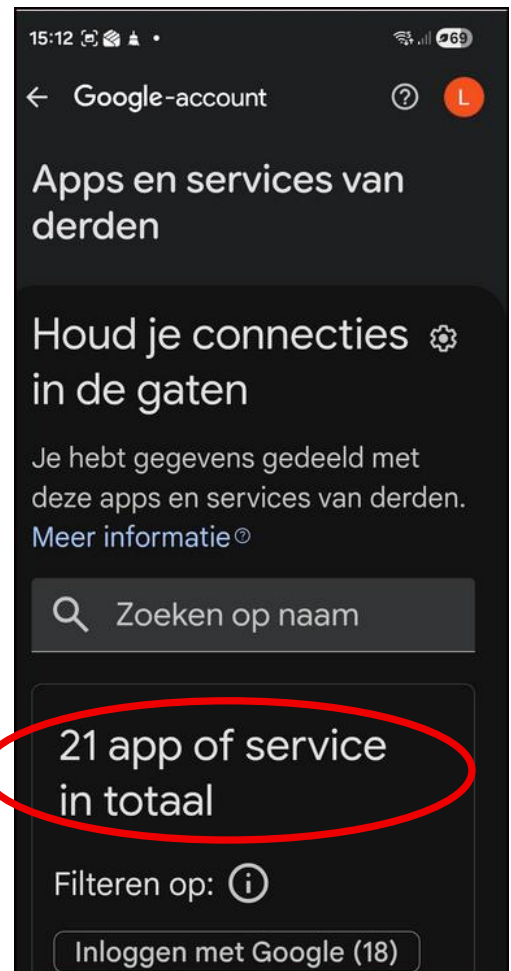 15:12 69
Google-account L
Apps en services van
derden
Houd je connecties
in de gaten
Je hebt gegevens gedeeld met
deze apps en services van derden.
Meer informatie
Zoeken op naam
21 app of service
in totaal
Filteren op:
Inloggen met Google (18)